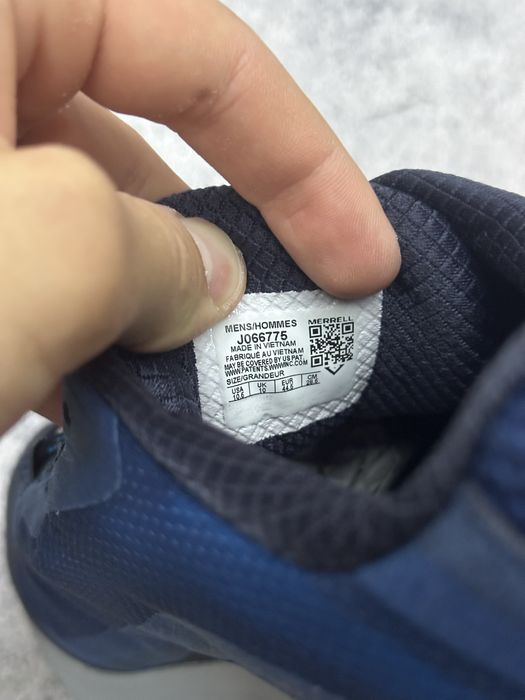 MENS/HOMMES
MERRELL
J066775
MADE IN VIETNAM
FABRIQUÉ AU VIETNAM
MAY BE COVERED BY US PAT.
WWW.PATENTS.WWWINC.COM
SIZE/GRANDEUR
USA UK EUR CM
10.5 10 44.5 28.5